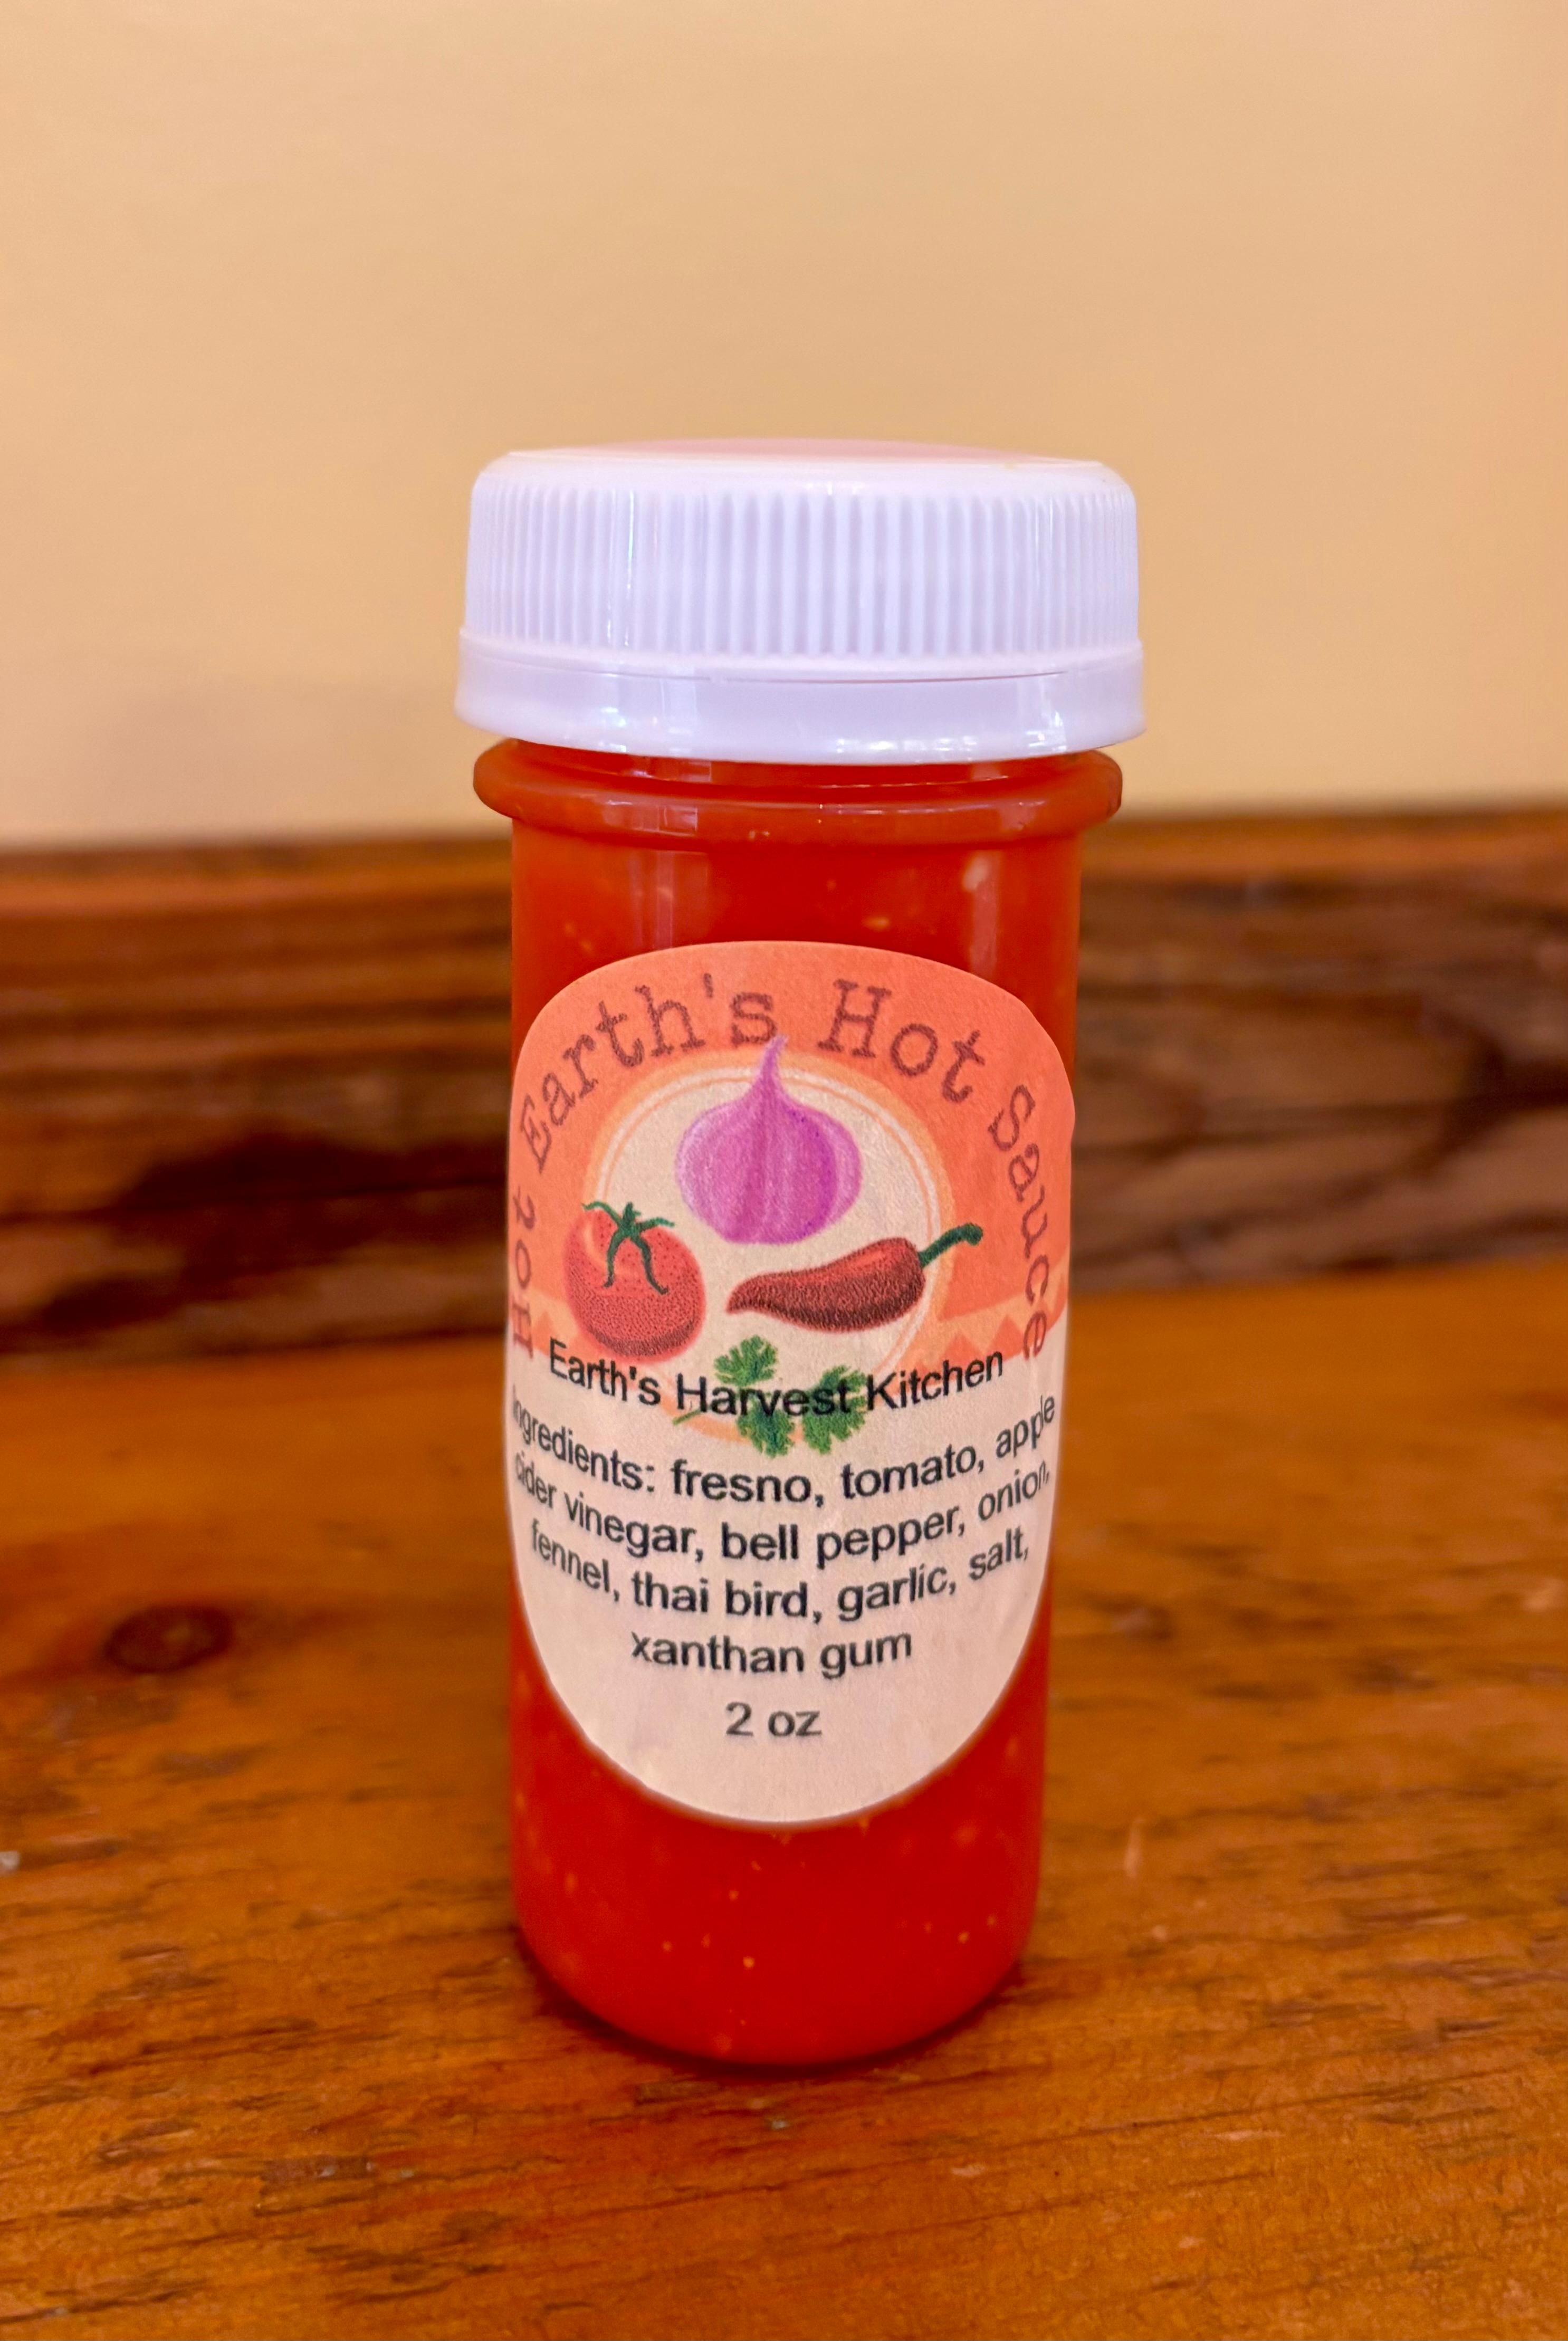 Hot Earth's Hot Sauce
Earth's Harvest Kitchen
Ingredients: fresno, tomato, apple
cider vinegar, bell pepper, onion,
fennel, thai bird, garlic, salt,
xanthan gum
2 oz